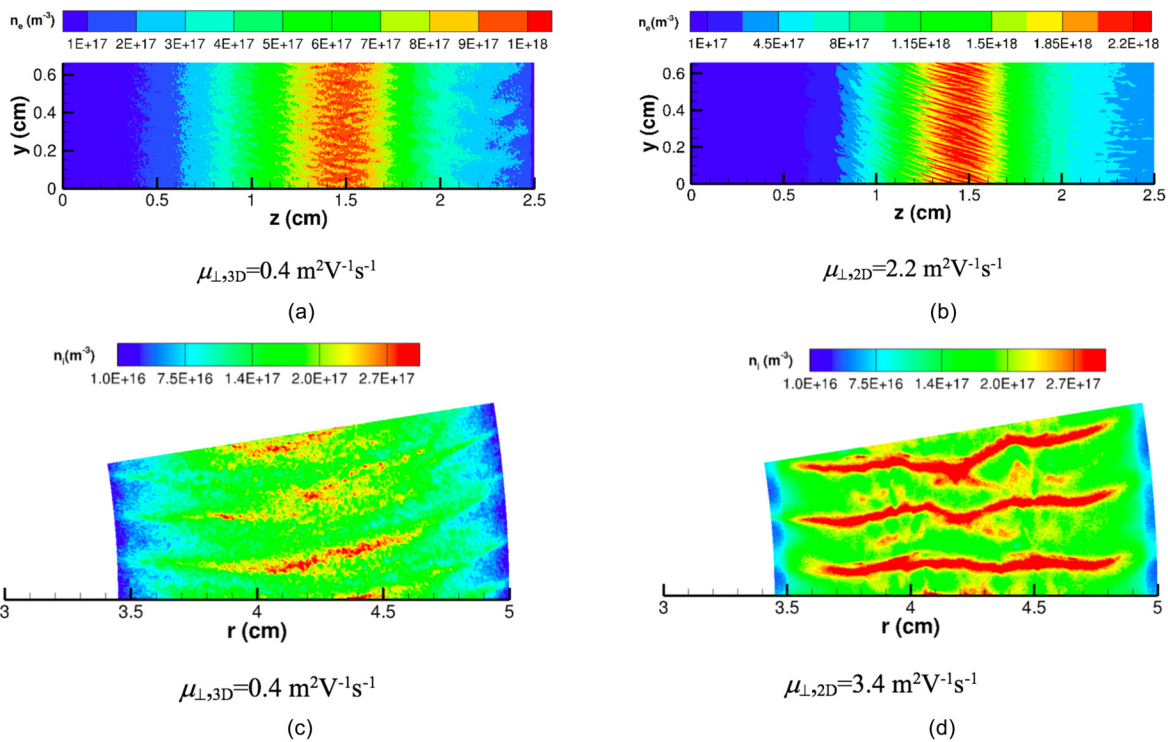 nₑ (m⁻³)
1E+17 2E+17 3E+17 4E+17 5E+17 6E+17 7E+17 8E+17 9E+17 1E+18
y (cm)
0.6
0.4
0.2
0
0 0.5 1 1.5 2 2.5
z (cm)
μ⊥,3D=0.4 m²V⁻¹s⁻¹
(a)
nₑ(m⁻³)
1E+17 4.5E+17 8E+17 1.15E+18 1.5E+18 1.85E+18 2.2E+18
y (cm)
0.6
0.4
0.2
0
0 1 1.5 2 2.5
z (cm)
μ⊥,2D=2.2 m²V⁻¹s⁻¹
(b)
nᵢ(m⁻³)
1.0E+16 7.5E+16 1.4E+17 2.0E+17 2.7E+17
3 3.5 4 4.5 5
r (cm)
μ⊥,3D=0.4 m²V⁻¹s⁻¹
(c)
nᵢ (m⁻³)
1.0E+16 7.5E+16 1.4E+17 2.0E+17 2.7E+17
3 3.5 4 4.5 5
r (cm)
μ⊥,2D=3.4 m²V⁻¹s⁻¹
(d)